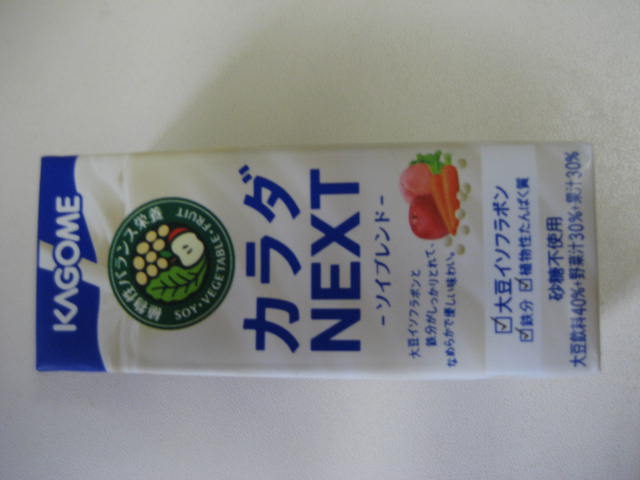 KAGOME
植物性バランス栄養
SOY・VEGETABLE・FRUIT
カラダ
NEXT
-ソイブレンド-
大豆イソフラボンと
鉄分がしっかりとれて、
なめらかで優しい味わい。
大豆イソフラボン
鉄分 植物性たんぱく質
砂糖不使用
大豆飲料40%+野菜汁30%・果汁30%